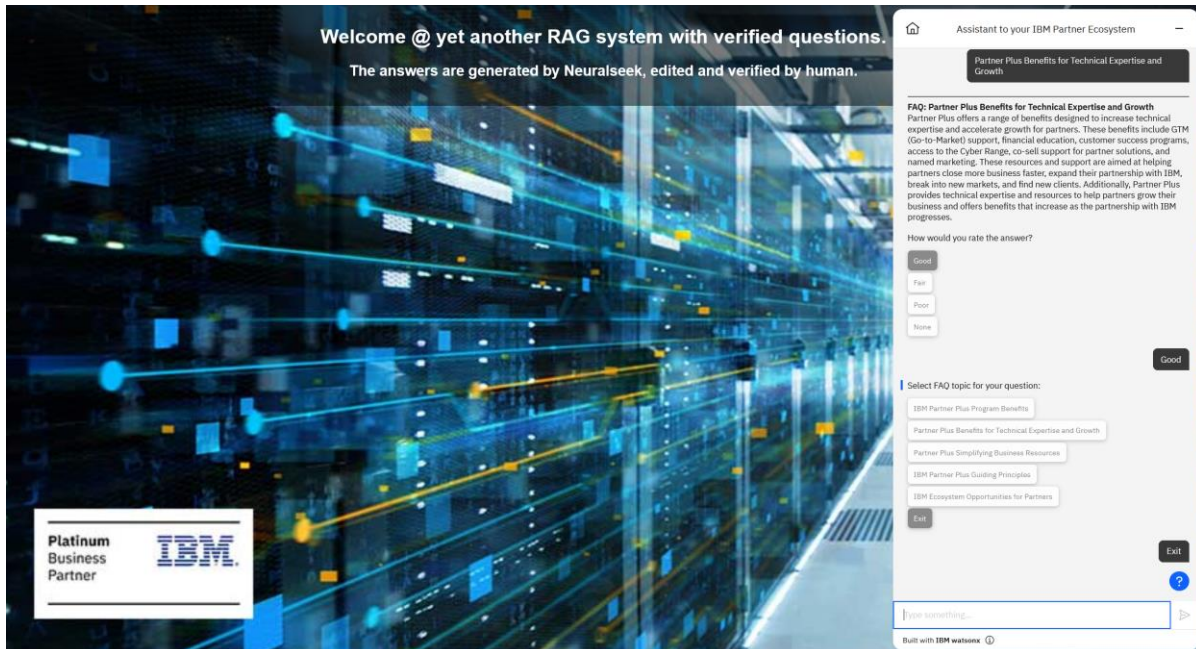 Welcome @ yet another RAG system with verified questions.
The answers are generated by Neuralseek, edited and verified by human.
Platinum
Business
Partner
IBM.
Assistant to your IBM Partner Ecosystem
Partner Plus Benefits for Technical Expertise and
Growth
FAQ: Partner Plus Benefits for Technical Expertise and Growth
Partner Plus offers a range of benefits designed to increase technical
expertise and accelerate growth for partners. These benefits include GTM
(Go-to-Market) support, financial education, customer success programs,
access to the Cyber Range, co-sell support for partner solutions, and
named marketing. These resources and support are aimed at helping
partners close more business faster, expand their partnership with IBM,
break into new markets, and find new clients. Additionally, Partner Plus
provides technical expertise and resources to help partners grow their
business and offers benefits that increase as the partnership with IBM
progresses.
How would you rate the answer?
Good
Fair
Poor
None
Good
Select FAQ topic for your question:
IBM Partner Plus Program Benefits
Partner Plus Benefits for Technical Expertise and Growth
Partner Plus Simplifying Business Resources
IBM Partner Plus Guiding Principles
IBM Ecosystem Opportunities for Partners
Exit
Exit
?
Type something...
Built with IBM watsonx